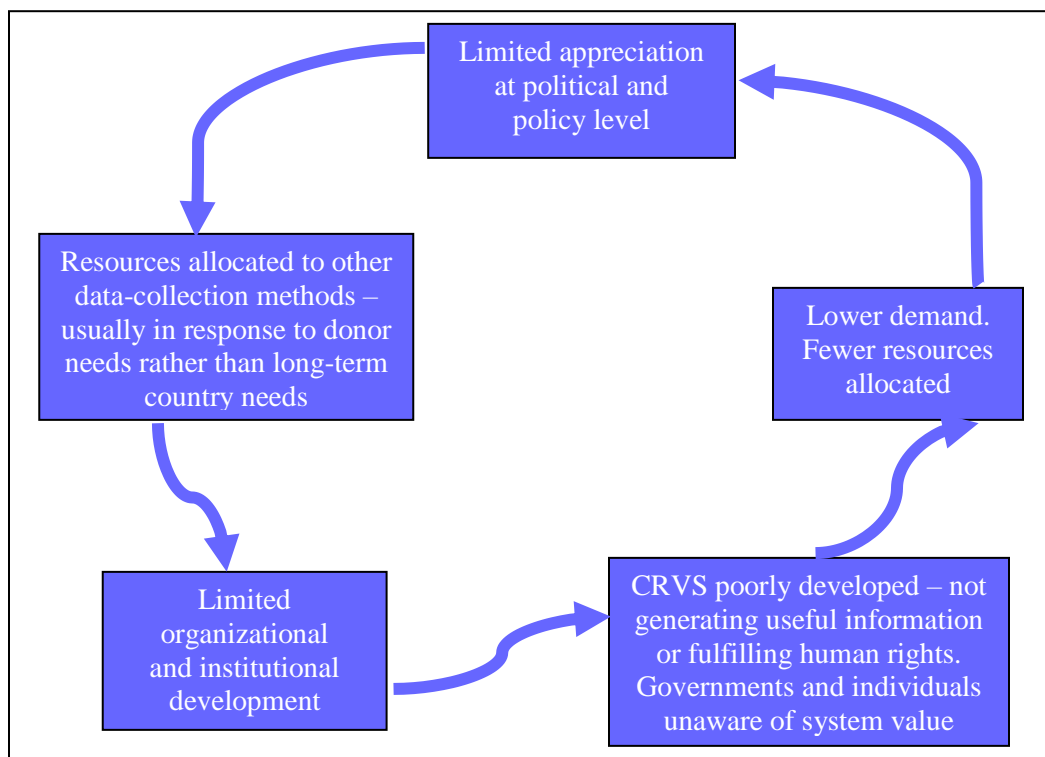 Limited appreciation
at political and
policy level
Resources allocated to other
data-collection methods –
usually in response to donor
needs rather than long-term
country needs
Lower demand.
Fewer resources
allocated
Limited
organizational
and institutional
development
CRVS poorly developed – not
generating useful information
or fulfilling human rights.
Governments and individuals
unaware of system value